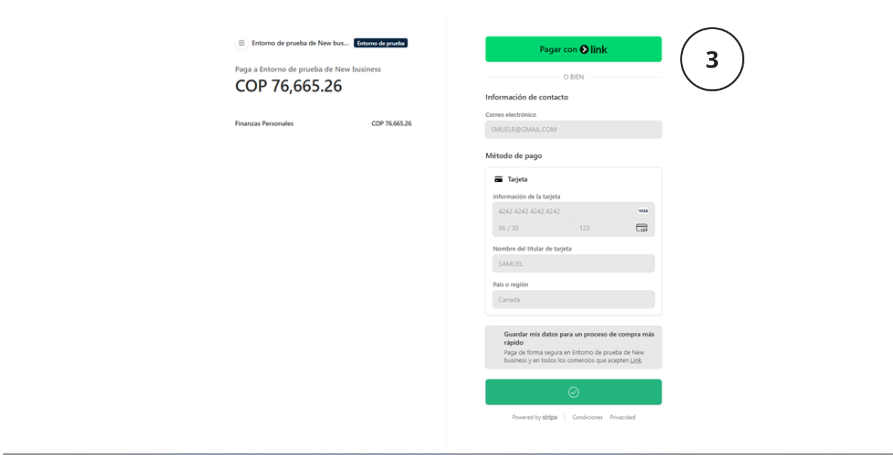 Entorno de prueba de New bus... Entorno de prueba
Paga a Entorno de prueba de New business
COP 76,665.26
Finanzas Personales COP 76,665.26
Pagar con link
3
O BIEN
Información de contacto
Correo electrónico
SMUELR@GMAIL.COM
Método de pago
Tarjeta
Información de la tarjeta
4242 4242 4242 4242 VISA
06 / 30 123
Nombre del titular de tarjeta
SAMUEL
País o región
Canadá
Guardar mis datos para un proceso de compra más
rápido
Paga de forma segura en Entorno de prueba de New
business y en todos los comercios que acepten Link.
Powered by stripe | Condiciones Privacidad